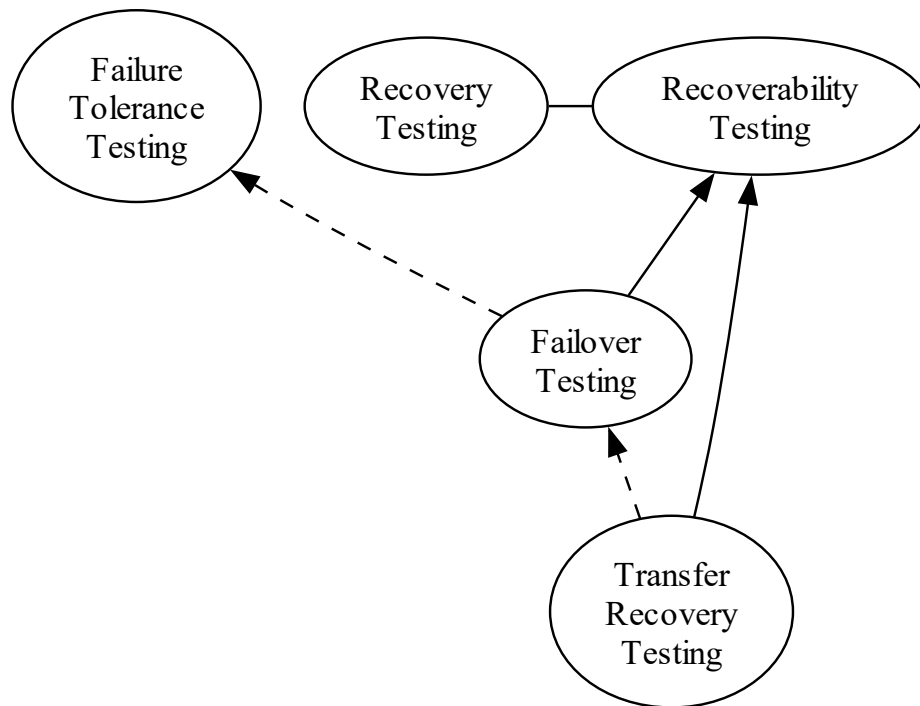 Failure
Tolerance
Testing
Recovery
Testing
Recoverability
Testing
Failover
Testing
Transfer
Recovery
Testing